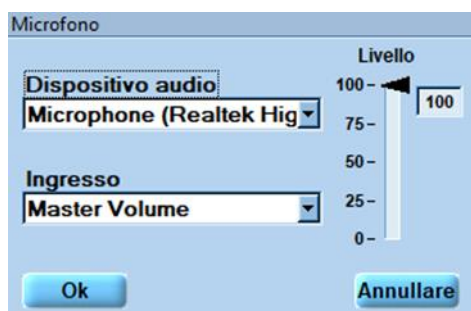 Microfono
Livello
Dispositivo audio
Microphone (Realtek Hig
Ingresso
Master Volume
100
75
50
25
0
100
Ok
Annullare